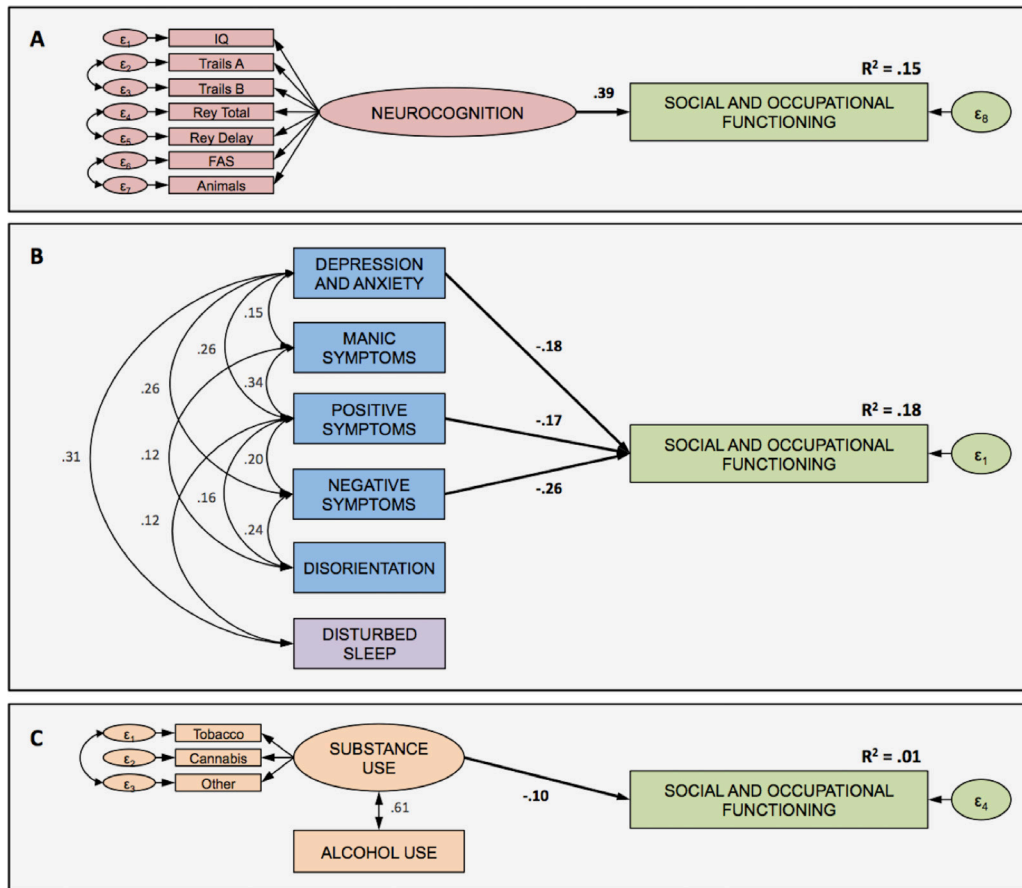 A
ε1
IQ
ε2
Trails A
ε3
Trails B
ε4
Rey Total
ε5
Rey Delay
ε6
FAS
ε7
Animals
NEUROCOGNITION
.39
R² = .15
SOCIAL AND OCCUPATIONAL
FUNCTIONING
ε8
B
DEPRESSION
AND ANXIETY
MANIC
SYMPTOMS
POSITIVE
SYMPTOMS
NEGATIVE
SYMPTOMS
DISORIENTATION
DISTURBED
SLEEP
.15
.26
.34
.26
.31
.12
.20
.16
.12
.24
-.18
-.17
-.26
R² = .18
SOCIAL AND OCCUPATIONAL
FUNCTIONING
ε1
C
ε1
Tobacco
ε2
Cannabis
ε3
Other
SUBSTANCE
USE
.61
ALCOHOL USE
-.10
R² = .01
SOCIAL AND OCCUPATIONAL
FUNCTIONING
ε4